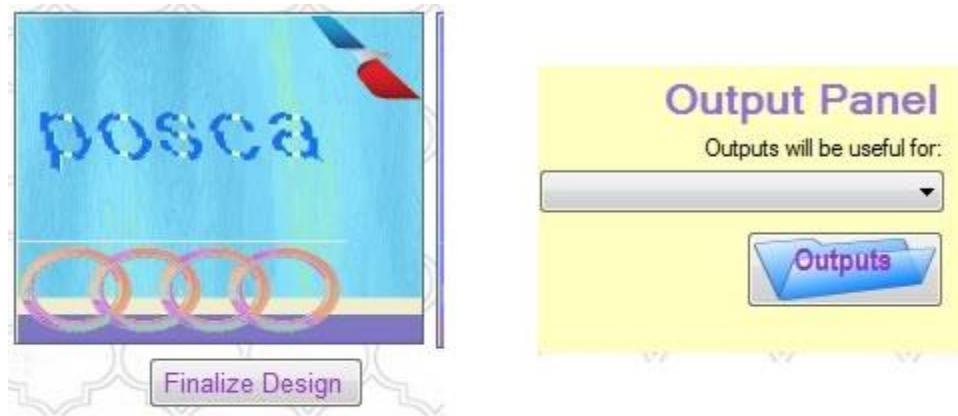 posca
Finalize Design
Output Panel
Outputs will be useful for:
Outputs